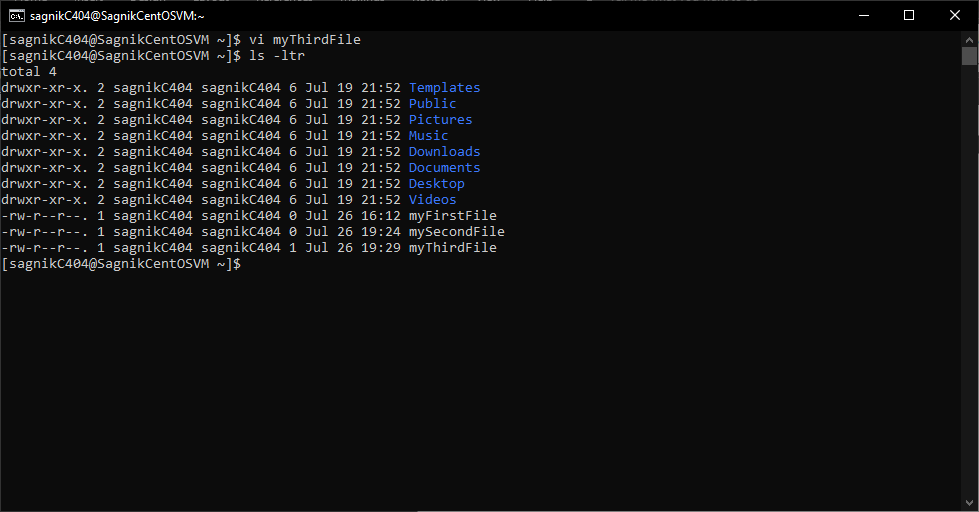 sagnikC404@SagnikCentOSVM:~
[sagnikC404@SagnikCentOSVM ~]$ vi myThirdFile
[sagnikC404@SagnikCentOSVM ~]$ ls -ltr
total 4
drwxr-xr-x. 2 sagnikC404 sagnikC404 6 Jul 19 21:52 Templates
drwxr-xr-x. 2 sagnikC404 sagnikC404 6 Jul 19 21:52 Public
drwxr-xr-x. 2 sagnikC404 sagnikC404 6 Jul 19 21:52 Pictures
drwxr-xr-x. 2 sagnikC404 sagnikC404 6 Jul 19 21:52 Music
drwxr-xr-x. 2 sagnikC404 sagnikC404 6 Jul 19 21:52 Downloads
drwxr-xr-x. 2 sagnikC404 sagnikC404 6 Jul 19 21:52 Documents
drwxr-xr-x. 2 sagnikC404 sagnikC404 6 Jul 19 21:52 Desktop
drwxr-xr-x. 2 sagnikC404 sagnikC404 6 Jul 19 21:52 Videos
-rw-r--r--. 1 sagnikC404 sagnikC404 0 Jul 26 16:12 myFirstFile
-rw-r--r--. 1 sagnikC404 sagnikC404 0 Jul 26 19:24 mySecondFile
-rw-r--r--. 1 sagnikC404 sagnikC404 1 Jul 26 19:29 myThirdFile
[sagnikC404@SagnikCentOSVM ~]$